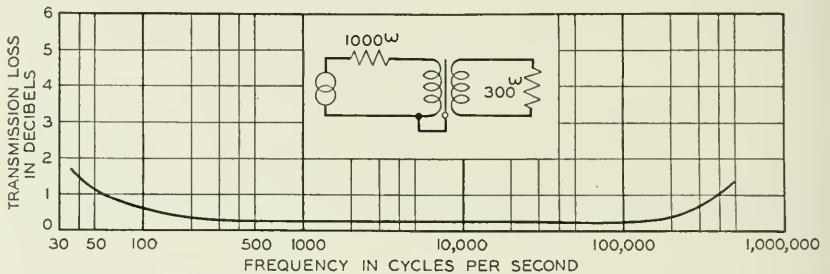 TRANSMISSION LOSS
IN DECIBELS
6
5
4
3
2
1
0
1000ω
300ω
30 50 100 500 1000 10,000 100,000 1,000,000
FREQUENCY IN CYCLES PER SECOND